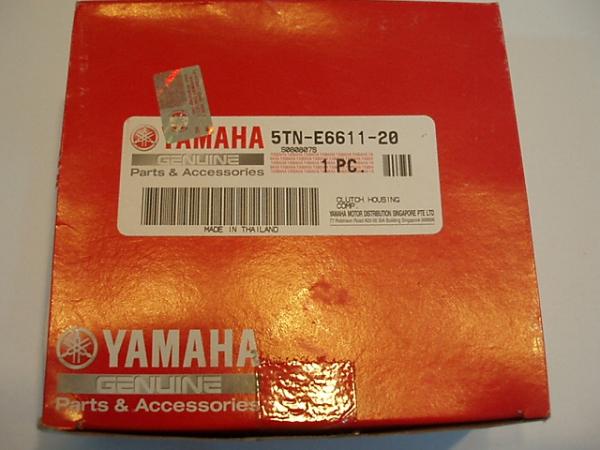 YAMAHA 5TN-E6611-20
GENUINE S080807S
Parts & Accessories 1 PC.
CLUTCH HOUSING
COMP.
YAMAHA MOTOR DISTRIBUTION SINGAPORE PTE LTD
MADE IN THAILAND
YAMAHA
GENUINE
Parts & Accessories